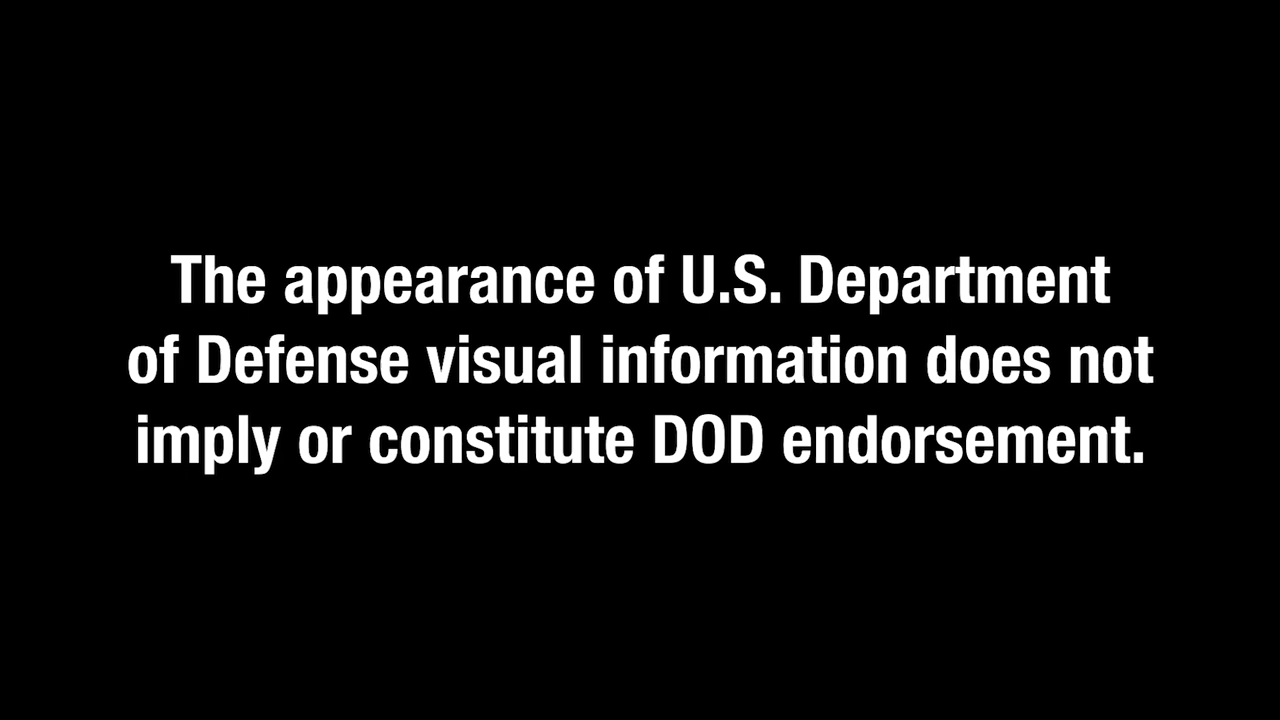 The appearance of U.S. Department
of Defense visual information does not
imply or constitute DOD endorsement.